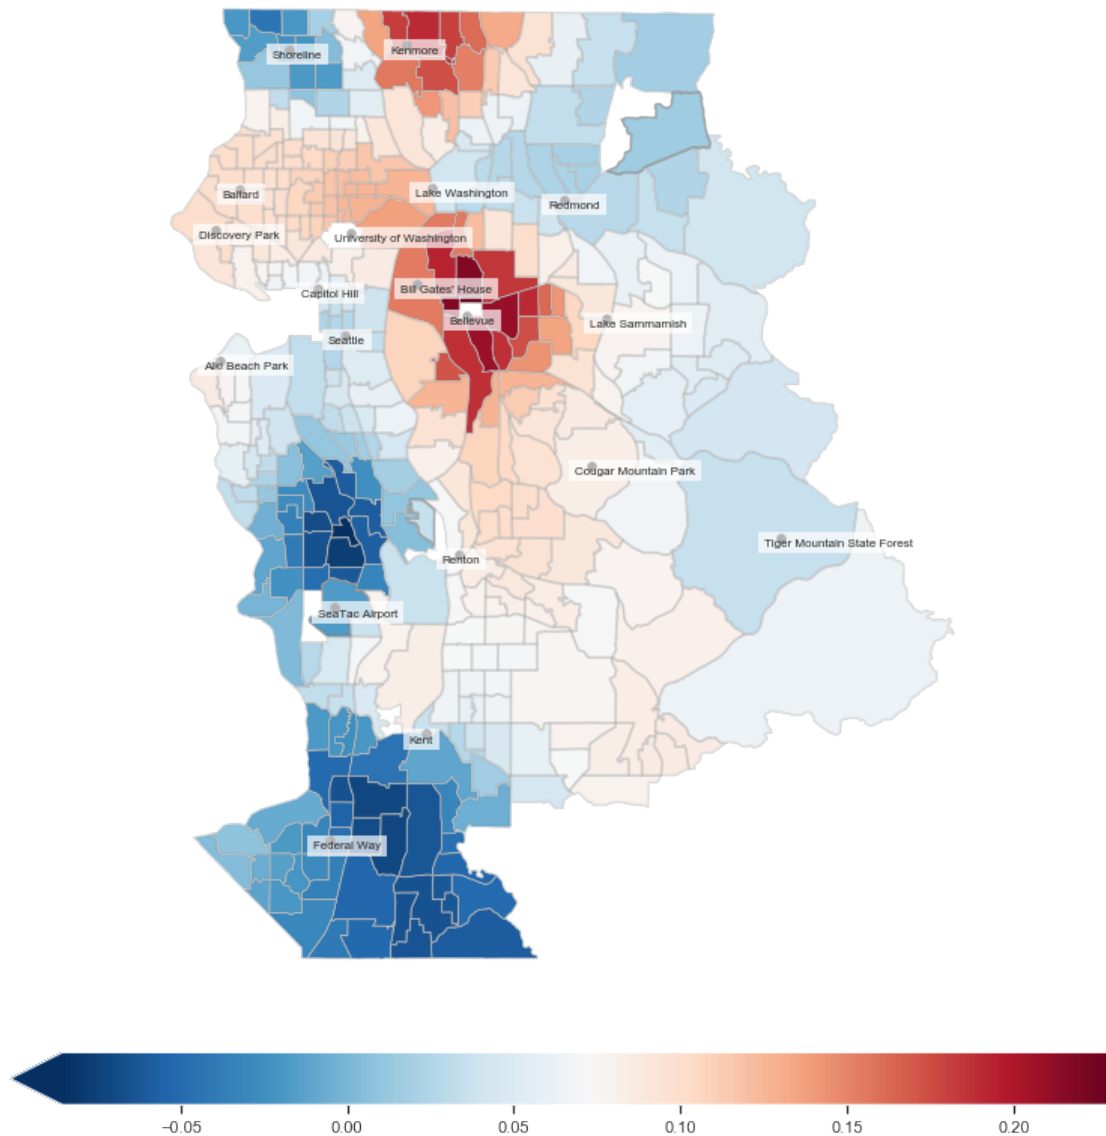 Shoreline
Kenmore
Ballard
Lake Washington
Redmond
Discovery Park
University of Washington
Capitol Hill
Bill Gates' House
Bellevue
Lake Sammamish
Seattle
Alki Beach Park
Cougar Mountain Park
Tiger Mountain State Forest
Renton
SeaTac Airport
Kent
Federal Way
−0.05 0.00 0.05 0.10 0.15 0.20